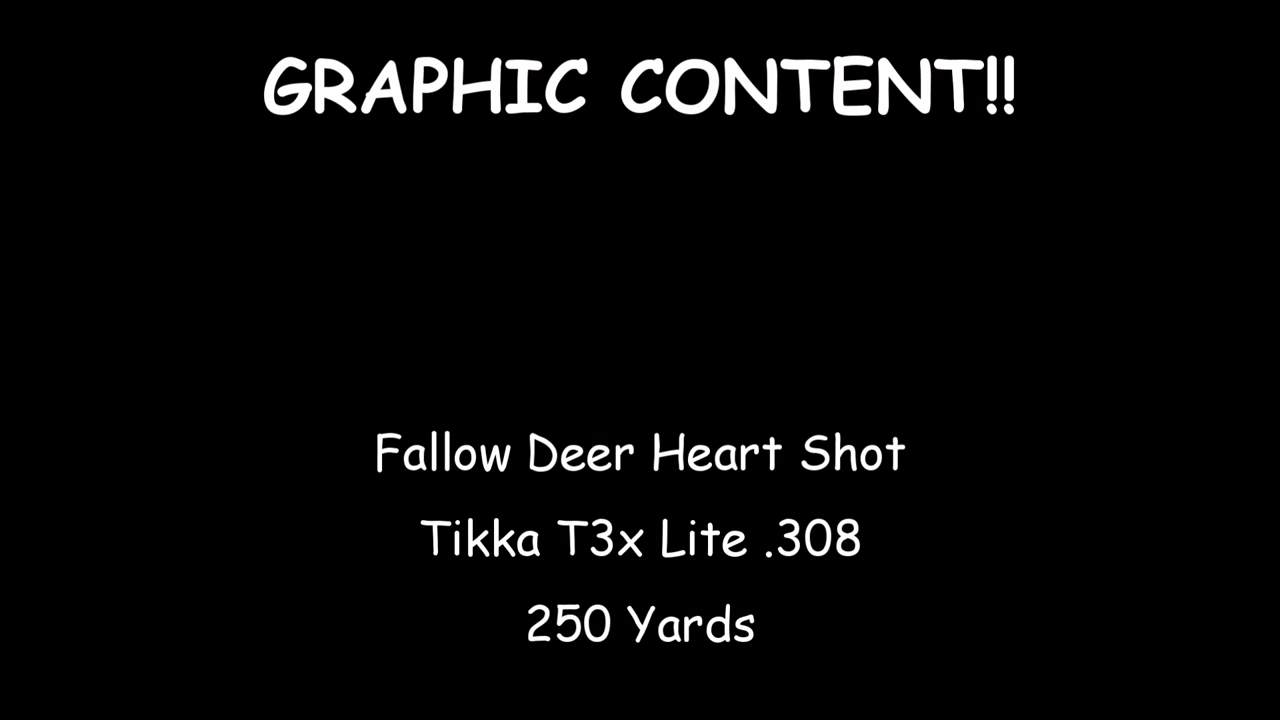 GRAPHIC CONTENT!!
Fallow Deer Heart Shot
Tikka T3x Lite .308
250 Yards